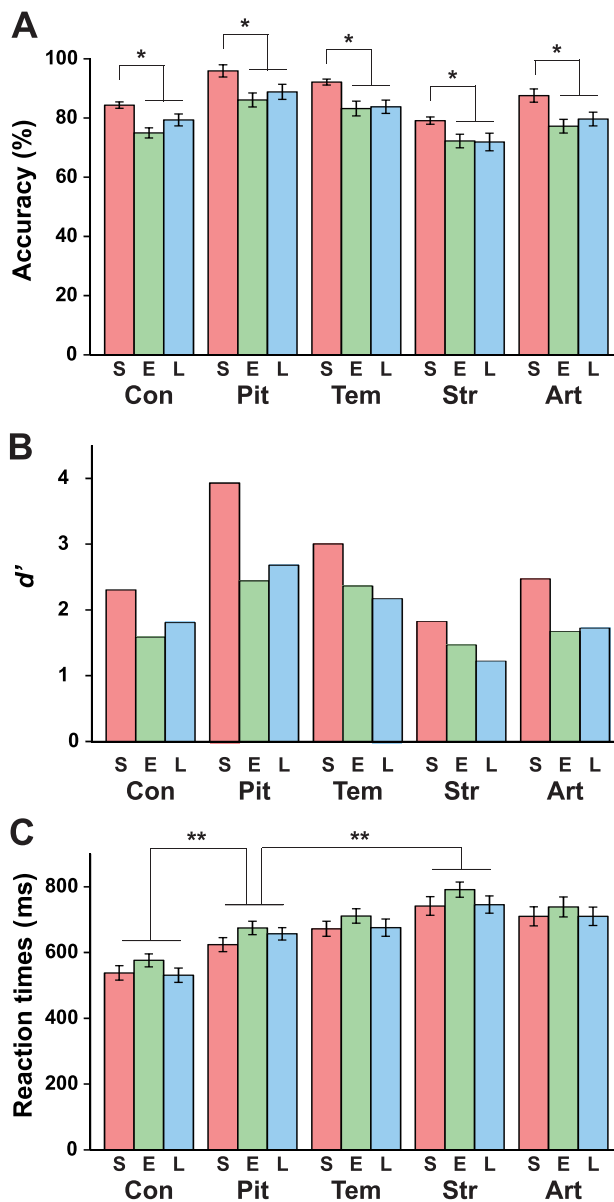 A
Accuracy (%)
100
80
60
40
20
0
* * * * *
S E L S E L S E L S E L S E L
Con Pit Tem Str Art
B
d'
4
3
2
1
0
S E L S E L S E L S E L S E L
Con Pit Tem Str Art
C
Reaction times (ms)
** **
800
600
400
200
0
S E L S E L S E L S E L S E L
Con Pit Tem Str Art